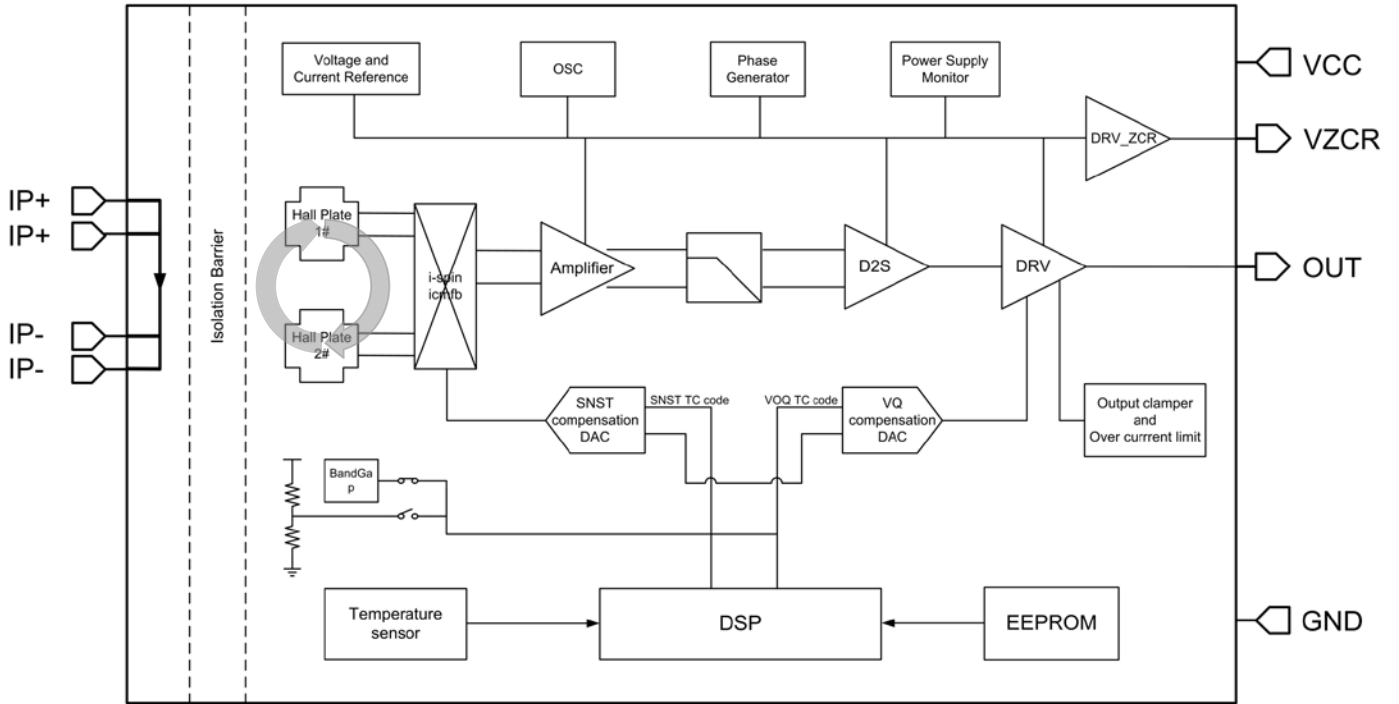 Voltage and
Current Reference
OSC
Phase
Generator
Power Supply
Monitor
VCC
DRV_ZCR
VZCR
IP+
IP+
IP-
IP-
Isolation Barrier
Hall Plate
1#
Hall Plate
2#
i-spin
icmfb
Amplifier
D2S
DRV
OUT
SNST
compensation
DAC
SNST TC code
VOQ TC code
VQ
compensation
DAC
Output clamper
and
Over currrent limit
BandGa
p
Temperature
sensor
DSP
EEPROM
GND